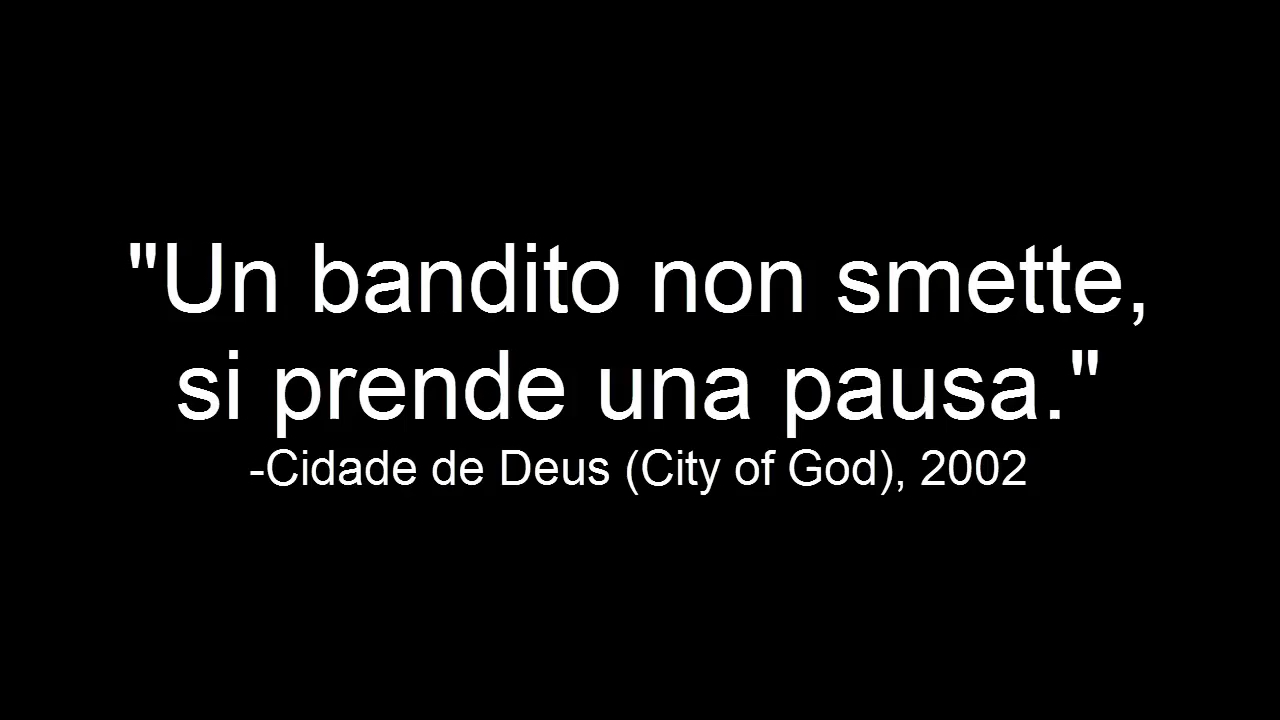 "Un bandito non smette,
si prende una pausa."
-Cidade de Deus (City of God), 2002